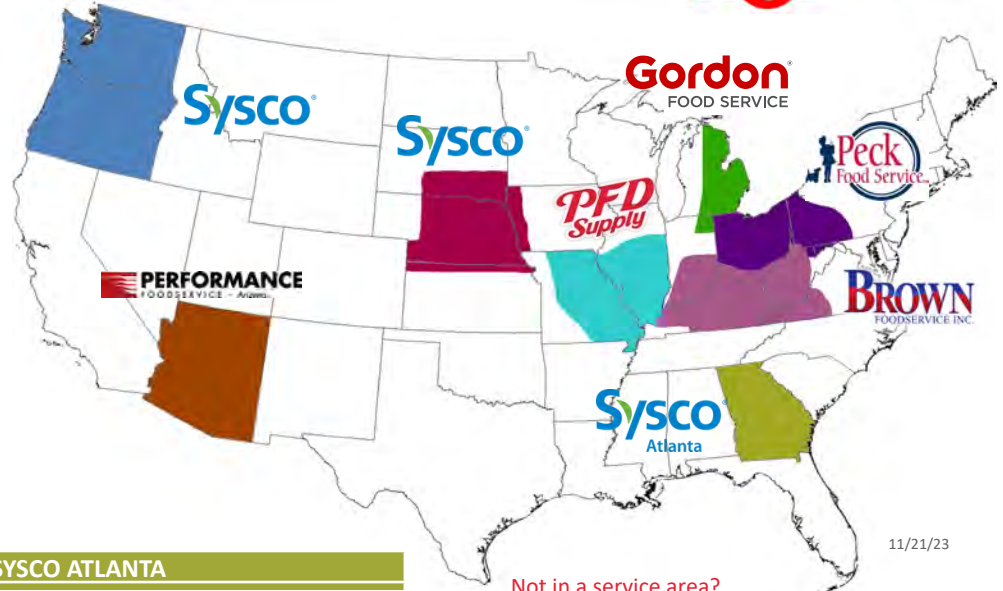 Gordon
FOOD SERVICE
Sysco
Sysco
Peck
Food Service
PFD
Supply
PERFORMANCE
FOODSERVICE - Arizona
BROWN
FOODSERVICE INC.
Sysco
Atlanta
11/21/23
SYSCO ATLANTA
Not in a service area?